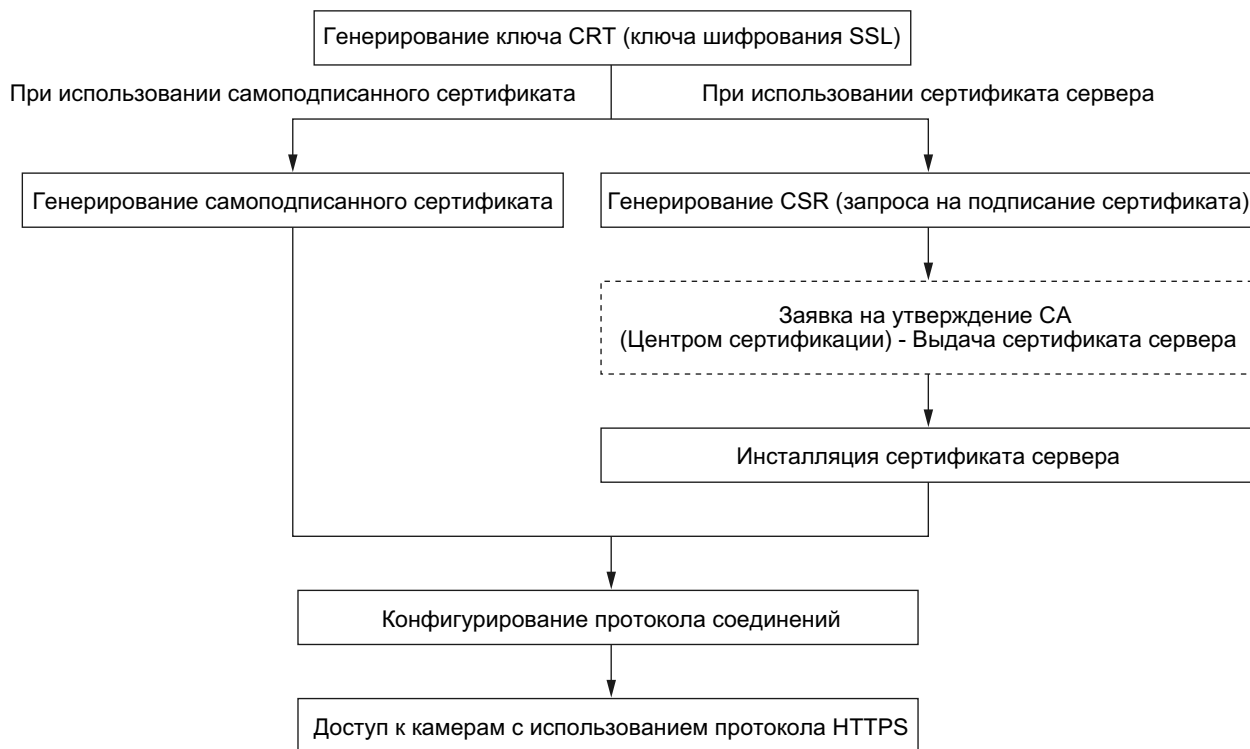 Генерирование ключа CRT (ключа шифрования SSL)
При использовании самоподписанного сертификата
При использовании сертификата сервера
Генерирование самоподписанного сертификата
Генерирование CSR (запроса на подписание сертификата)
Заявка на утверждение CA
(Центром сертификации) - Выдача сертификата сервера
Инсталляция сертификата сервера
Конфигурирование протокола соединений
Доступ к камерам с использованием протокола HTTPS